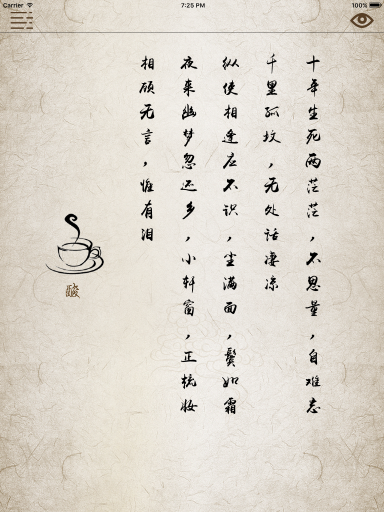 Carrier 7:25 PM 100%
十年生死两茫茫，不思量，自难忘
千里孤坟，无处话凄凉
纵使相逢应不识，尘满面，鬓如霜
夜来幽梦忽还乡，小轩窗，正梳妆
相顾无言，惟有泪